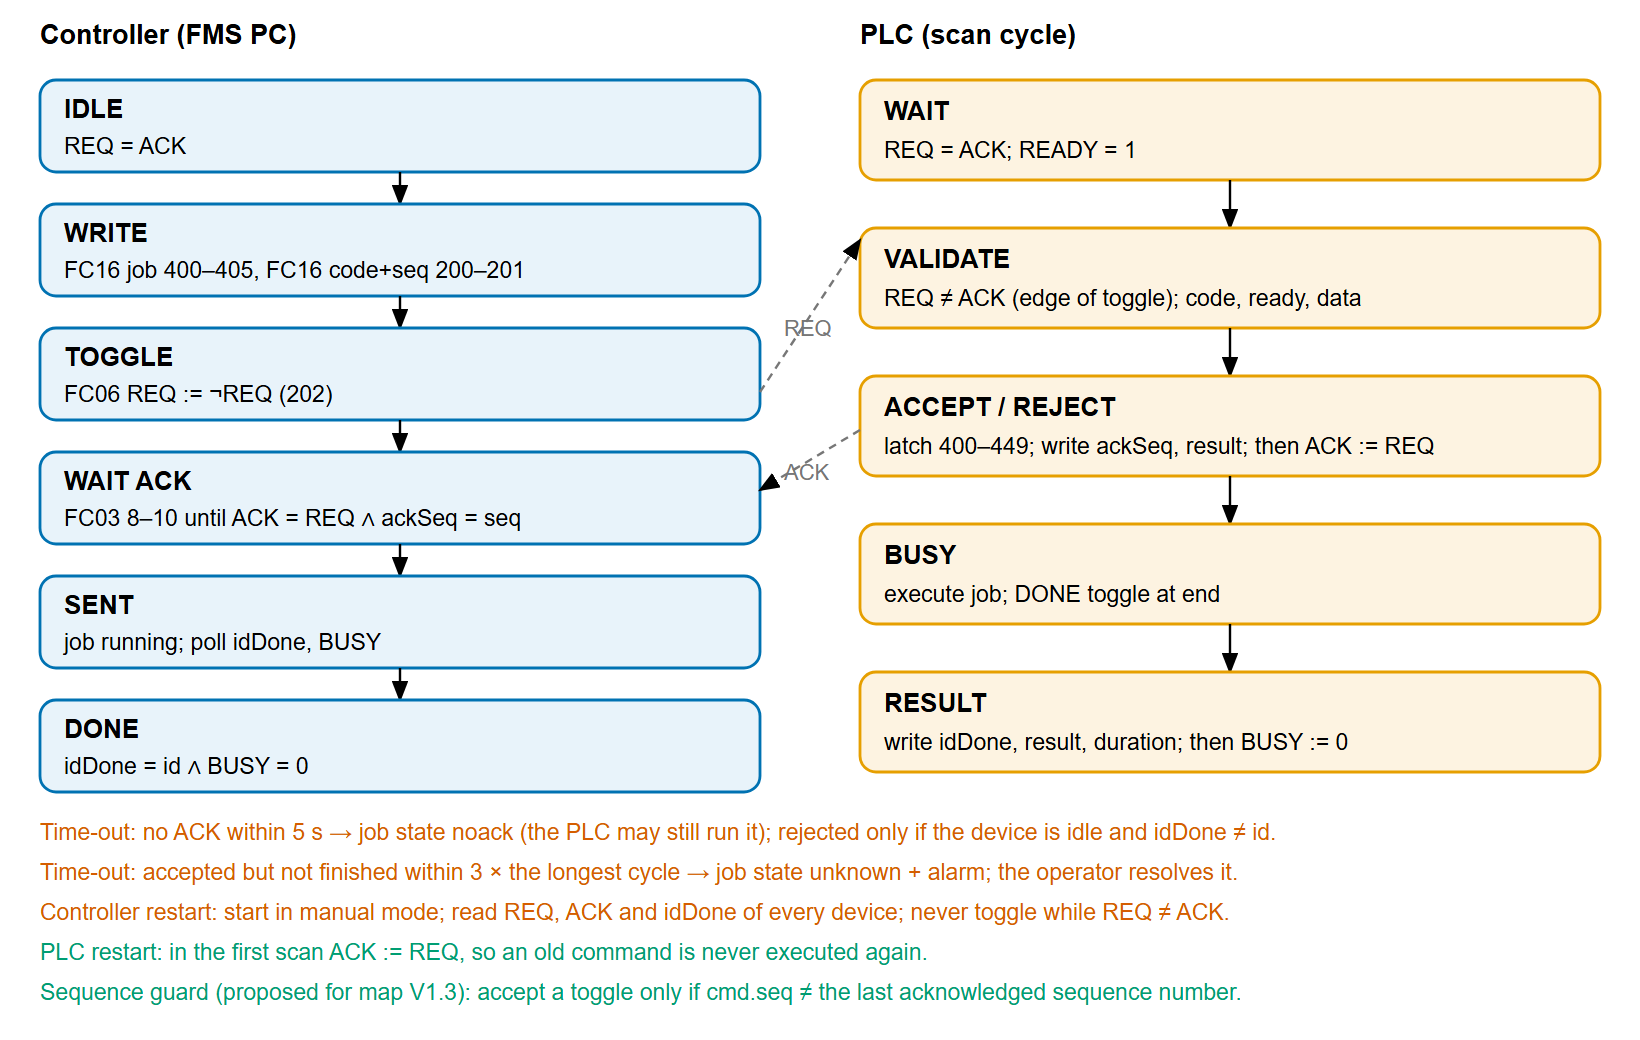 Controller (FMS PC)
IDLE
REQ = ACK
WRITE
FC16 job 400–405, FC16 code+seq 200–201
TOGGLE
FC06 REQ := ¬REQ (202)
WAIT ACK
FC03 8–10 until ACK = REQ ∧ ackSeq = seq
SENT
job running; poll idDone, BUSY
DONE
idDone = id ∧ BUSY = 0
REQ
ACK
PLC (scan cycle)
WAIT
REQ = ACK; READY = 1
VALIDATE
REQ ≠ ACK (edge of toggle); code, ready, data
ACCEPT / REJECT
latch 400–449; write ackSeq, result; then ACK := REQ
BUSY
execute job; DONE toggle at end
RESULT
write idDone, result, duration; then BUSY := 0
Time-out: no ACK within 5 s → job state noack (the PLC may still run it); rejected only if the device is idle and idDone ≠ id.
Time-out: accepted but not finished within 3 × the longest cycle → job state unknown + alarm; the operator resolves it.
Controller restart: start in manual mode; read REQ, ACK and idDone of every device; never toggle while REQ ≠ ACK.
PLC restart: in the first scan ACK := REQ, so an old command is never executed again.
Sequence guard (proposed for map V1.3): accept a toggle only if cmd.seq ≠ the last acknowledged sequence number.